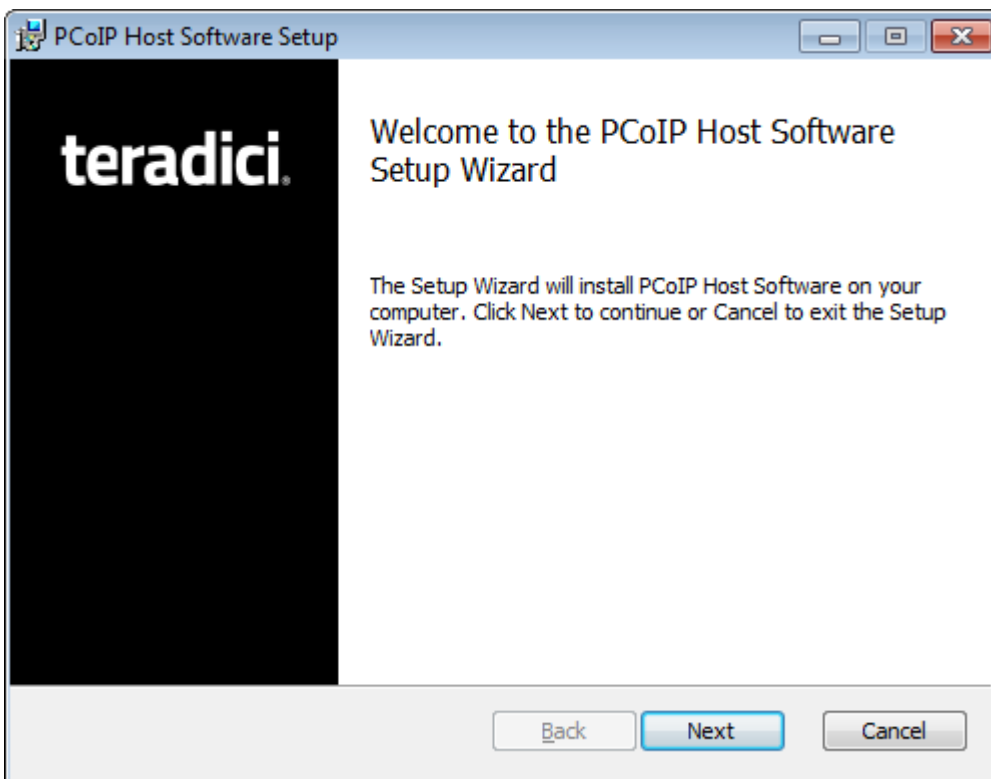 PCoIP Host Software Setup
teradici.
Welcome to the PCoIP Host Software
Setup Wizard
The Setup Wizard will install PCoIP Host Software on your
computer. Click Next to continue or Cancel to exit the Setup
Wizard.
Back
Next
Cancel